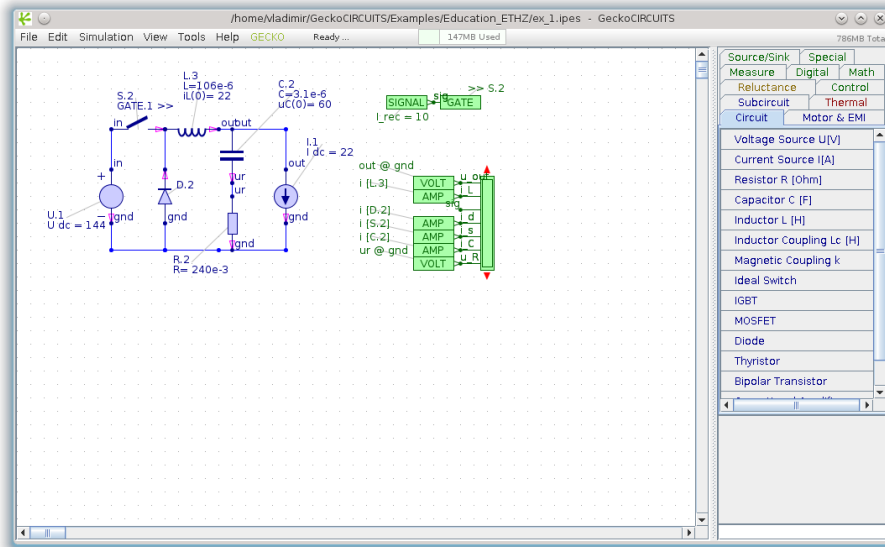 /home/vladimir/GeckoCIRCUITS/Examples/Education_ETHZ/ex_1.ipes - GeckoCIRCUITS
File Edit Simulation View Tools Help GECKO Ready ... 147MB Used 786MB Tota
L.3
L=106e-6
iL(0)= 22
S.2
GATE.1 >>
C.2
C=3.1e-6
uC(0)= 60
in
out
out
I.1
I dc= 22
in
out
ur
ur
D.2
+
−
gnd
gnd
gnd
gnd
U.1
U dc = 144
R.2
R= 240e-3
>> S.2
SIGNAL sig GATE
I_rec = 10
out @ gnd
i [L.3]
i [D.2]
i [S.2]
i [C.2]
ur @ gnd
VOLT u_out
AMP i_L
sig
AMP i_d
AMP i_s
AMP i_C
VOLT u_R
Source/Sink Special
Measure Digital Math
Reluctance Control
Subcircuit Thermal
Circuit Motor & EMI
Voltage Source U[V]
Current Source I[A]
Resistor R [Ohm]
Capacitor C [F]
Inductor L [H]
Inductor Coupling Lc [H]
Magnetic Coupling k
Ideal Switch
IGBT
MOSFET
Diode
Thyristor
Bipolar Transistor